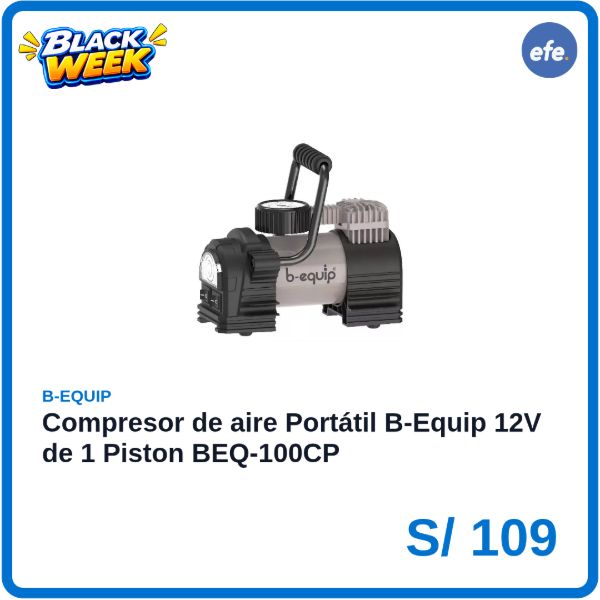 BLACK
WEEK
efe.
b-equip
B-EQUIP
Compresor de aire Portátil B-Equip 12V
de 1 Piston BEQ-100CP
S/ 109